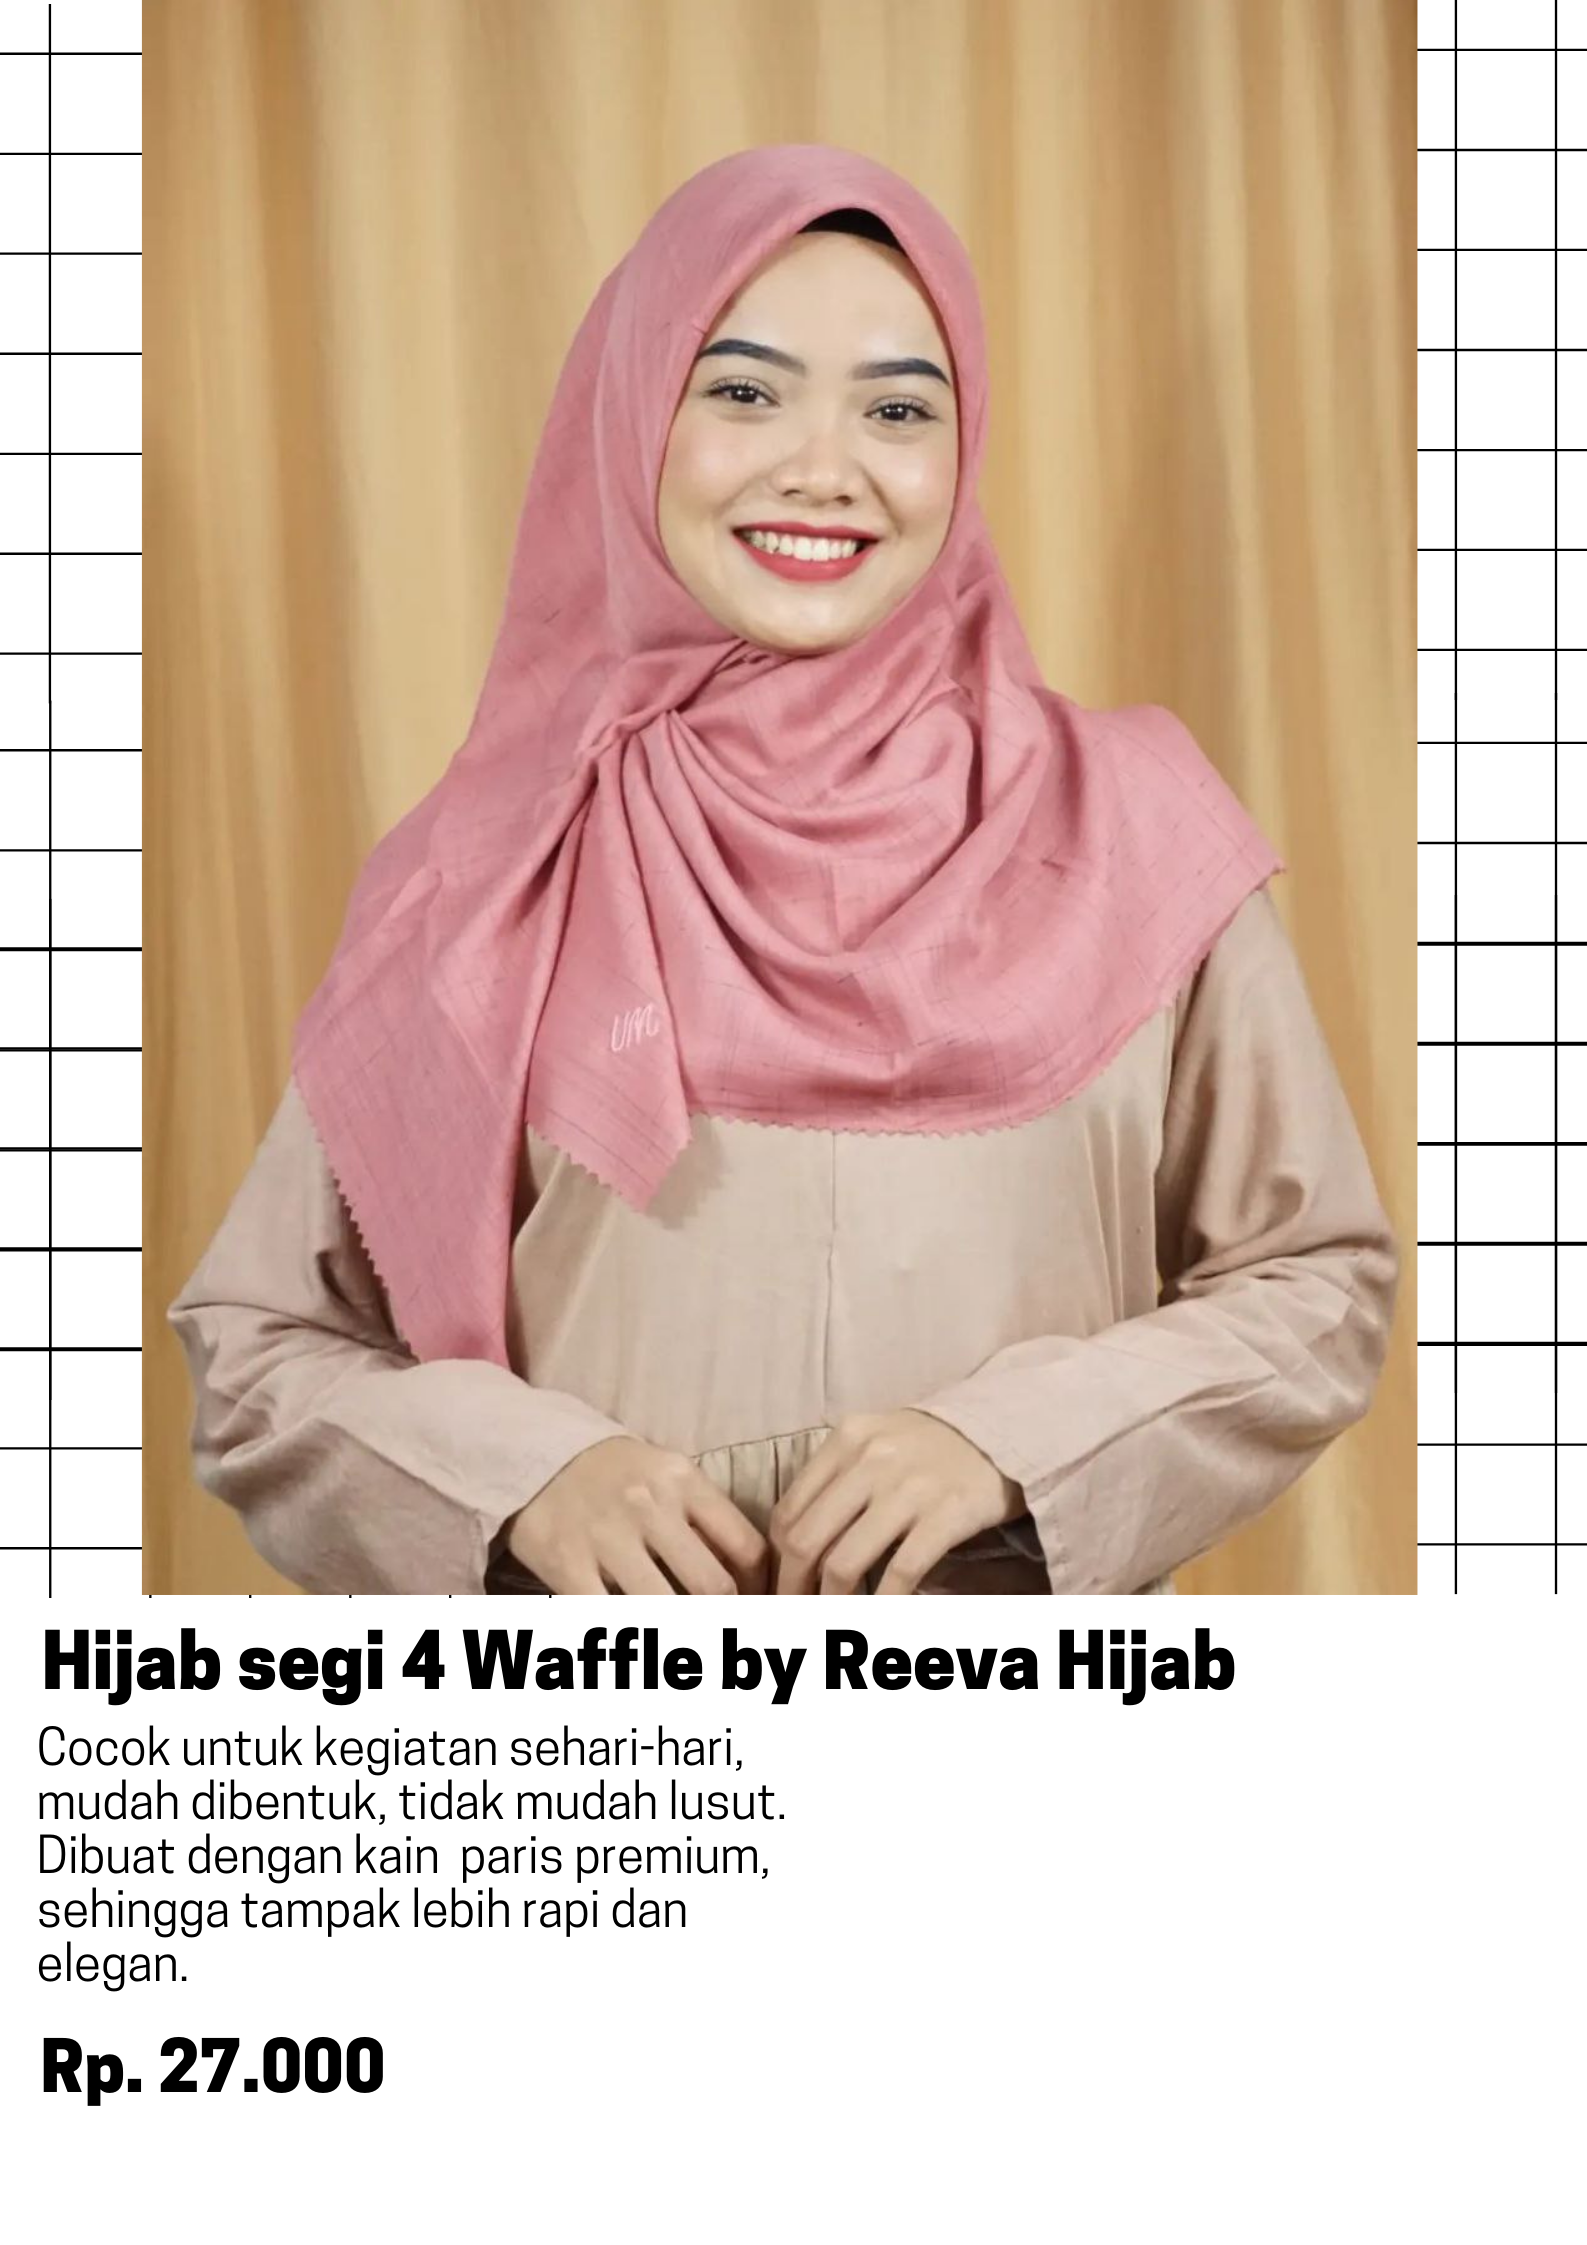 um
Hijab segi 4 Waffle by Reeva Hijab
Cocok untuk kegiatan sehari-hari,
mudah dibentuk, tidak mudah lusut.
Dibuat dengan kain  paris premium,
sehingga tampak lebih rapi dan
elegan.
Rp. 27.000